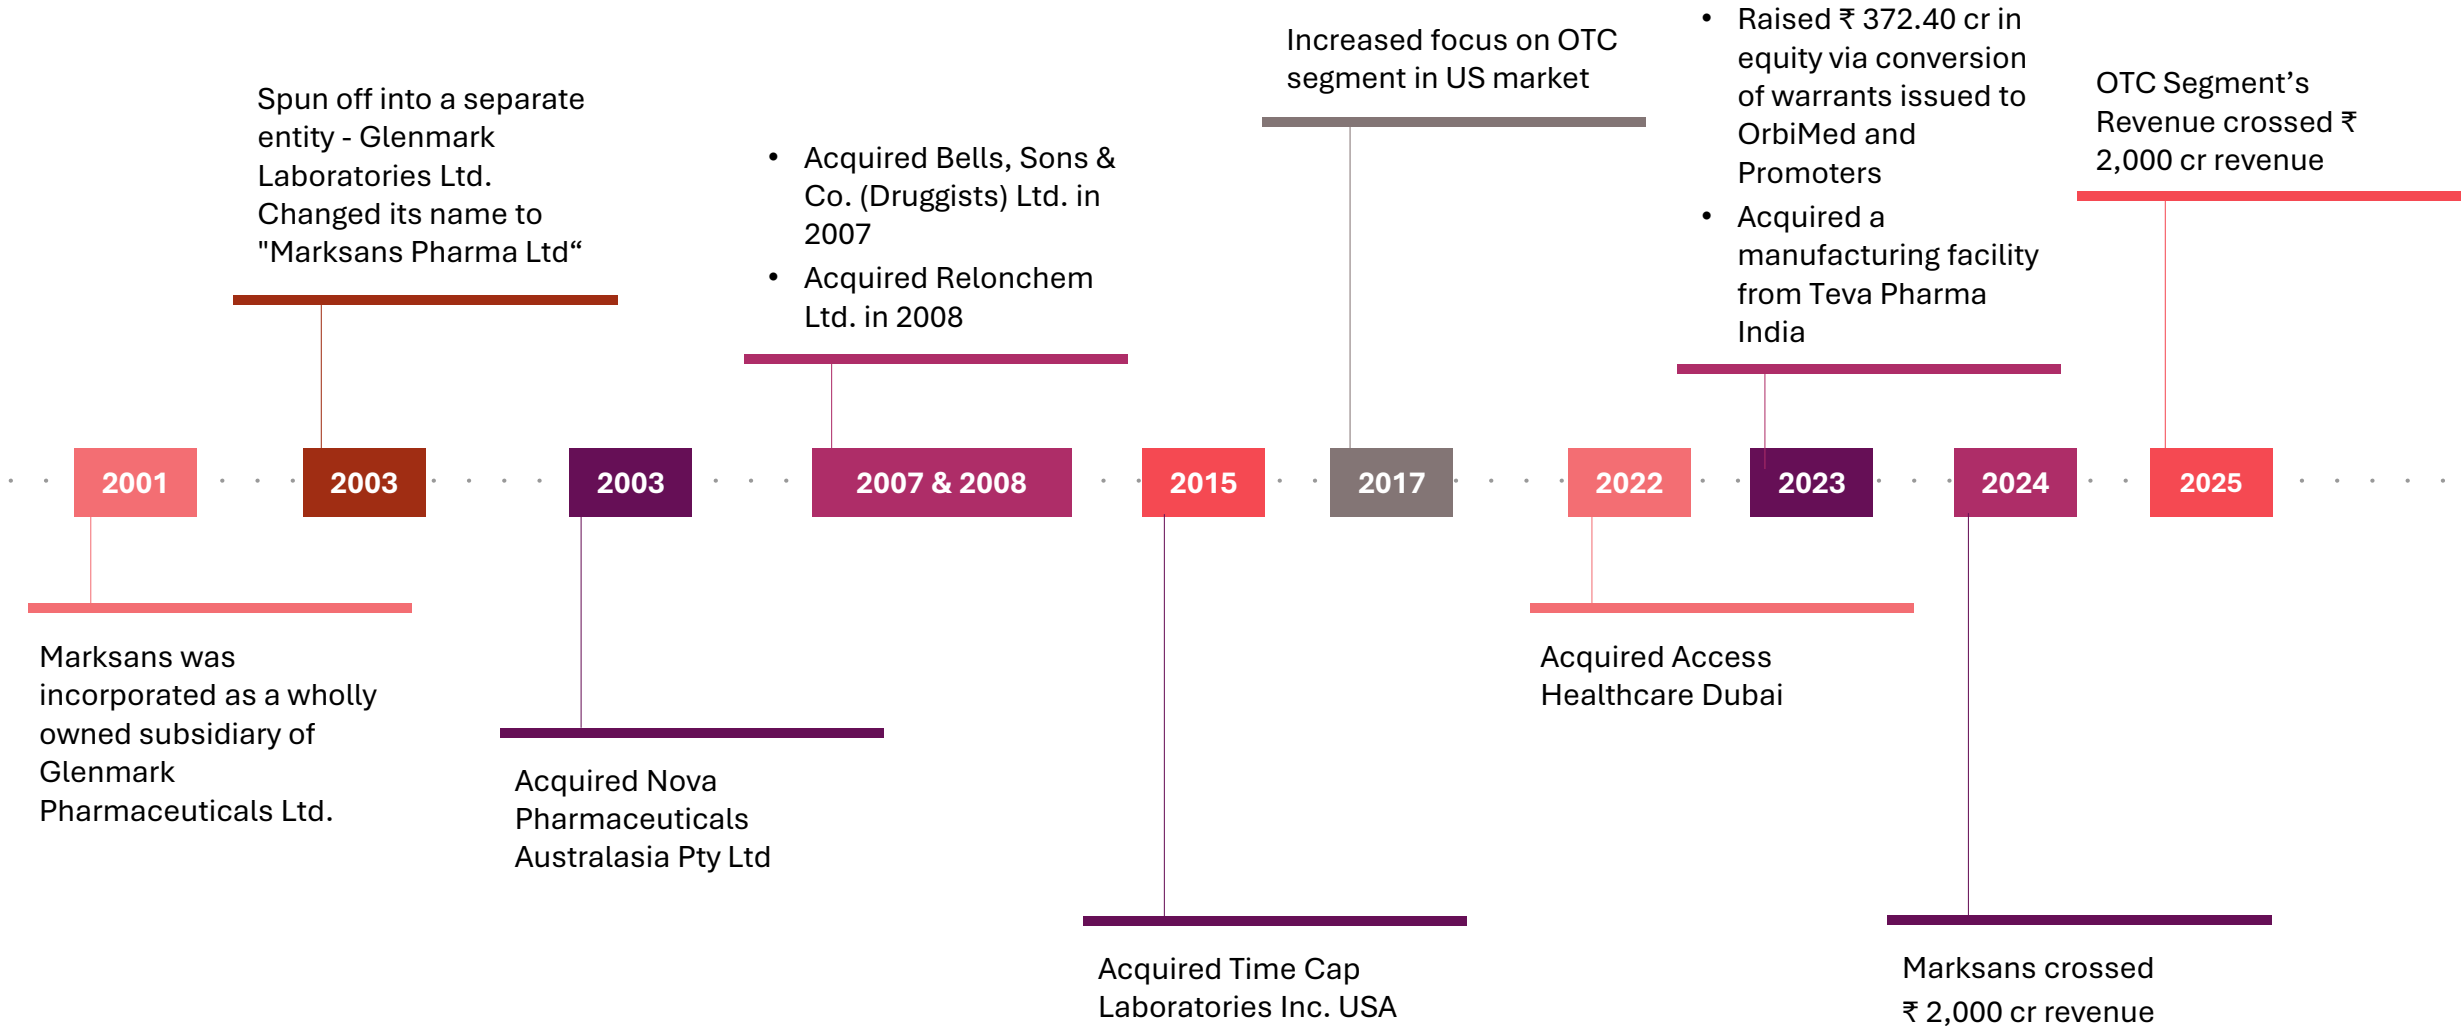 2001
Marksans was
incorporated as a wholly
owned subsidiary of
Glenmark
Pharmaceuticals Ltd.
Spun off into a separate
entity - Glenmark
Laboratories Ltd.
Changed its name to
"Marksans Pharma Ltd“
2003
2003
Acquired Nova
Pharmaceuticals
Australasia Pty Ltd
• Acquired Bells, Sons &
Co. (Druggists) Ltd. in
2007
• Acquired Relonchem
Ltd. in 2008
2007 & 2008
2015
Acquired Time Cap
Laboratories Inc. USA
Increased focus on OTC
segment in US market
2017
2022
Acquired Access
Healthcare Dubai
• Raised ₹ 372.40 cr in
equity via conversion
of warrants issued to
OrbiMed and
Promoters
• Acquired a
manufacturing facility
from Teva Pharma
India
2023
2024
Marksans crossed
₹ 2,000 cr revenue
OTC Segment’s
Revenue crossed ₹
2,000 cr revenue
2025